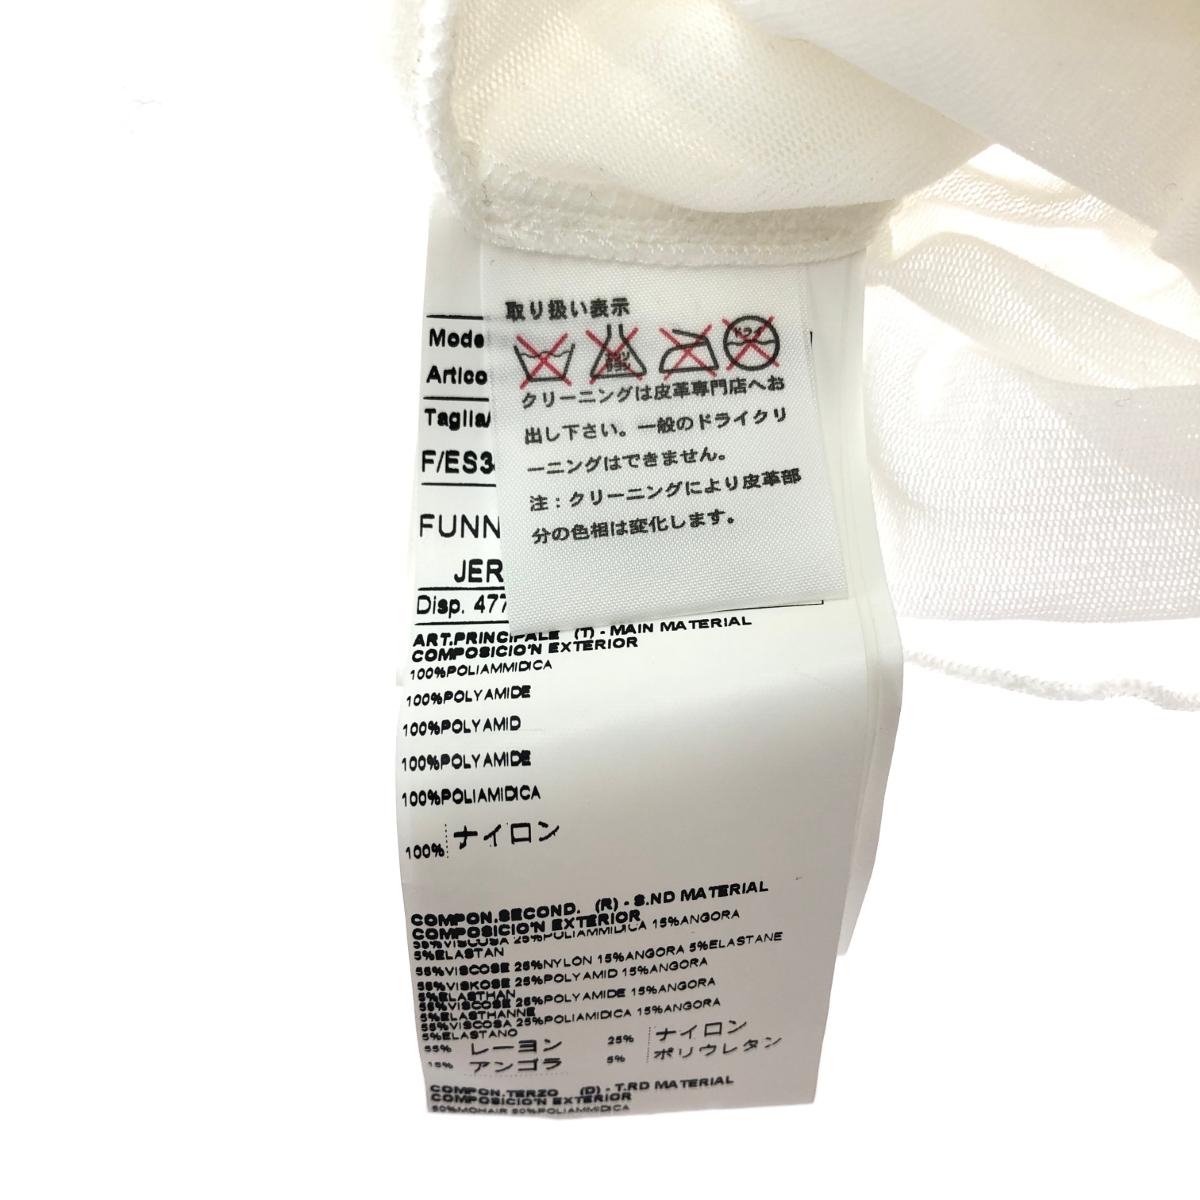 取り扱い表示
ドライ
クリーニングは皮革専門店へお
出し下さい。一般のドライクリ
ーニングはできません。
注：クリーニングにより皮革部
分の色相は変化します。
Mode
Artico
Taglia/
F/ES3
FUNN
JER
Disp. 477
ART.PRINCIPALE (T) - MAIN MATERIAL
COMPOSICIO'N EXTERIOR
100%POLIAMMIDICA
100%POLYAMIDE
100%POLYAMID
100%POLYAMIDE
100%POLIAMIDICA
100% ナイロン
COMPON.SECOND. (R) - S.ND MATERIAL
COMPOSICIO'N EXTERIOR
55%VISCOSA 25%POLIAMMIDICA 15%ANGORA
5%ELASTAN
55%VISCOSE 25%NYLON 15%ANGORA 5%ELASTANE
55%VISKOSE 25%POLYAMID 15%ANGORA
5%ELASTHAN
55%VISCOSE 25%POLYAMIDE 15%ANGORA
5%ELASTHANNE
55%VISCOSA 25%POLIAMIDICA 15%ANGORA
5%ELASTANO
55% レーヨン 25% ナイロン
15% アンゴラ 5% ポリウレタン
COMPON.TERZO (D) - T.RD MATERIAL
COMPOSICIO'N EXTERIOR
50%MOHAIR 50%POLIAMMIDICA